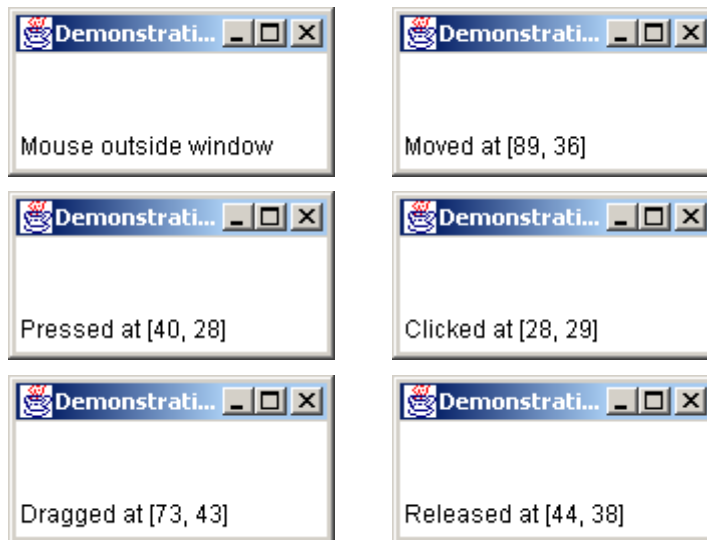 Demonstrati...
Mouse outside window
Demonstrati...
Moved at [89, 36]
Demonstrati...
Pressed at [40, 28]
Demonstrati...
Clicked at [28, 29]
Demonstrati...
Dragged at [73, 43]
Demonstrati...
Released at [44, 38]